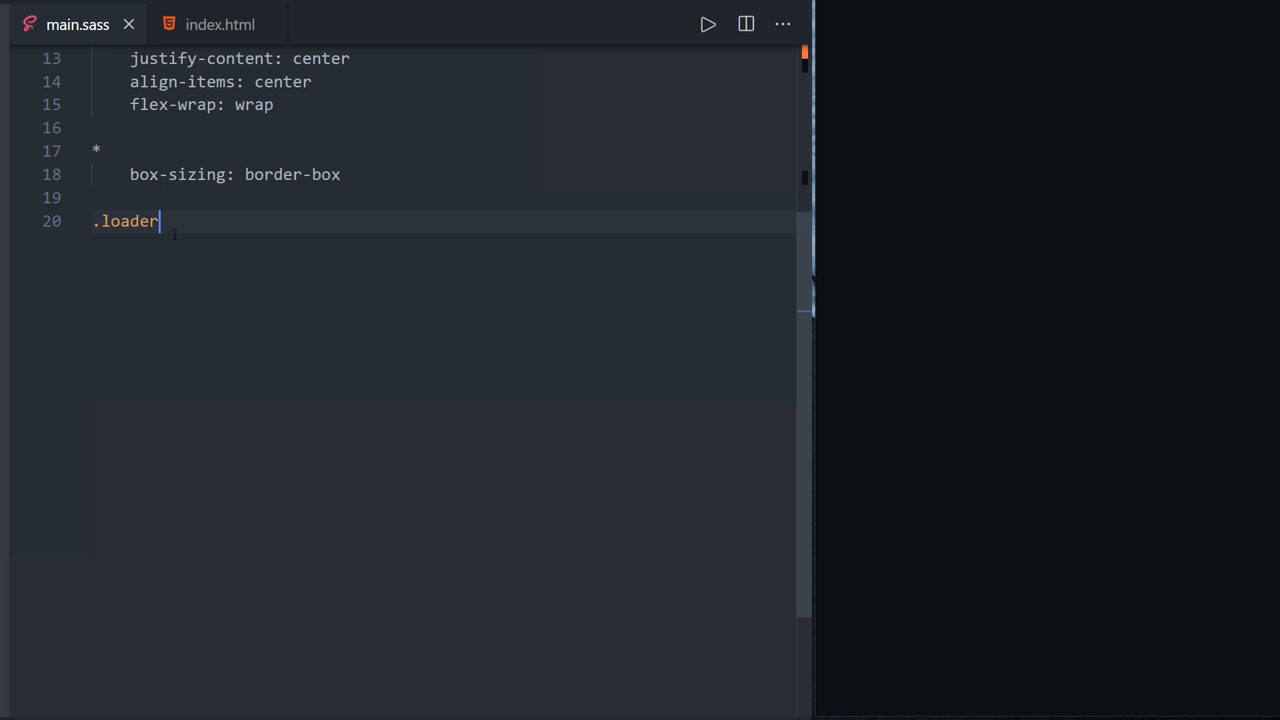 main.sass
index.html
13 justify-content: center
14 align-items: center
15 flex-wrap: wrap
16
17 *
18 box-sizing: border-box
19
20 .loader